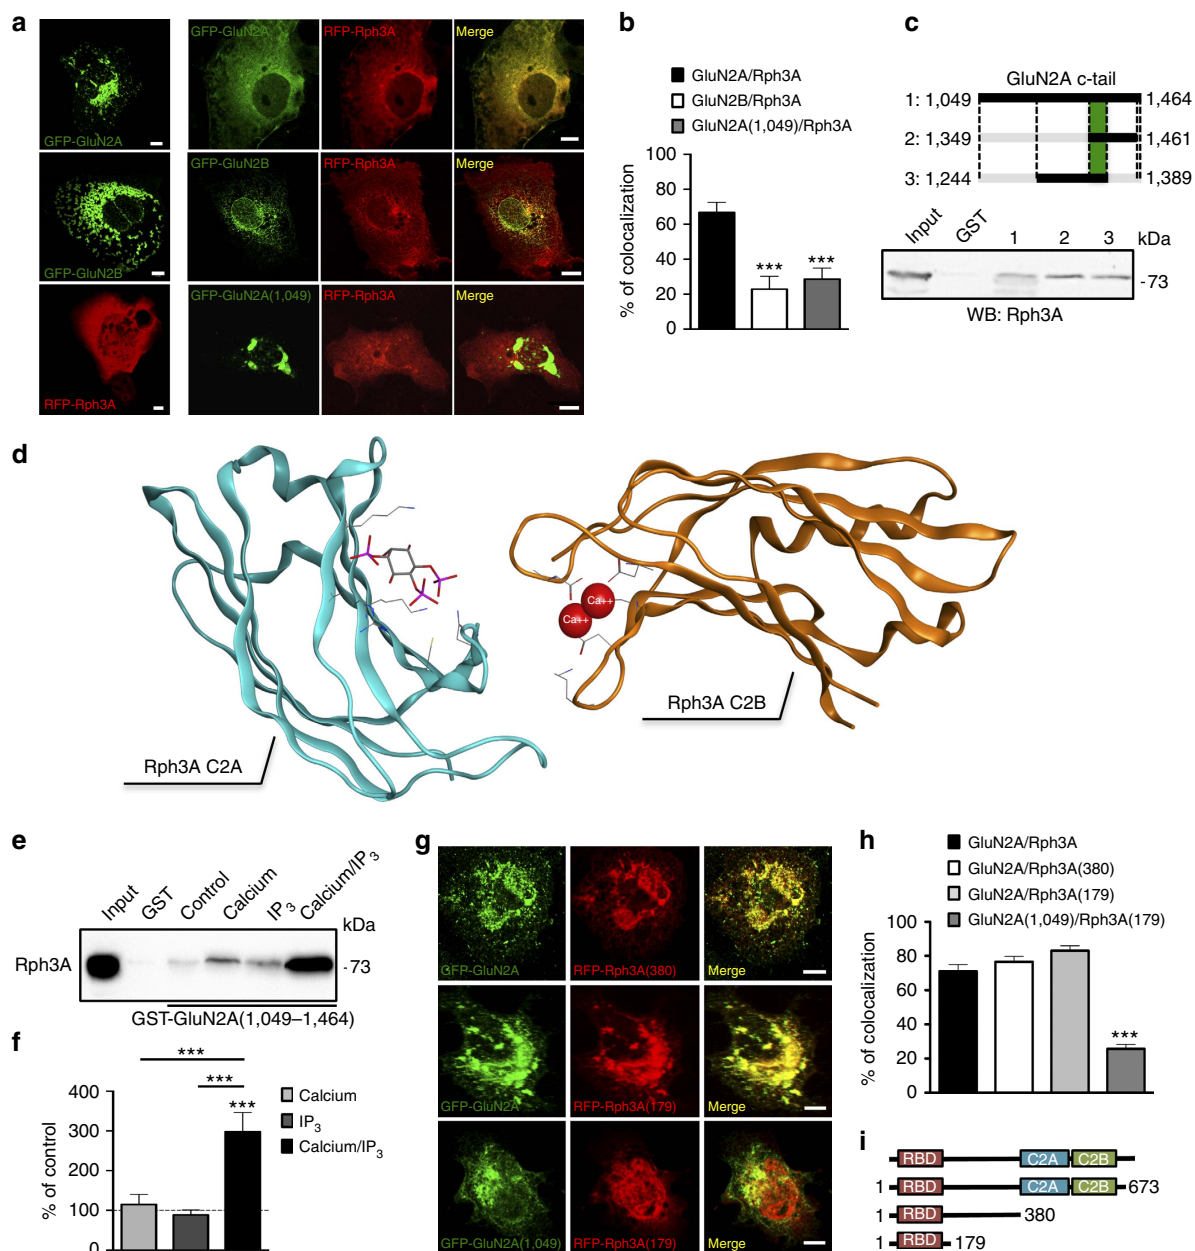 a
GFP-GluN2A
GFP-GluN2A
RFP-Rph3A
Merge
GFP-GluN2B
GFP-GluN2B
RFP-Rph3A
Merge
RFP-Rph3A
GFP-GluN2A(1,049)
RFP-Rph3A
Merge
b
GluN2A/Rph3A
GluN2B/Rph3A
GluN2A(1,049)/Rph3A
% of colocalization
100
80
60
40
20
0
***
***
c
GluN2A c-tail
1: 1,049
1,464
2: 1,349
1,461
3: 1,244
1,389
Input
GST
1
2
3
kDa
-73
WB: Rph3A
d
Ca++
Ca++
Rph3A C2A
Rph3A C2B
e
Input
GST
Control
Calcium
IP3
Calcium/IP3
kDa
Rph3A
-73
GST-GluN2A(1,049–1,464)
f
% of control
400
300
200
100
0
***
***
***
Calcium
IP3
Calcium/IP3
g
GFP-GluN2A
RFP-Rph3A(380)
Merge
GFP-GluN2A
RFP-Rph3A(179)
Merge
GFP-GluN2A(1,049)
RFP-Rph3A(179)
Merge
h
GluN2A/Rph3A
GluN2A/Rph3A(380)
GluN2A/Rph3A(179)
GluN2A(1,049)/Rph3A(179)
% of colocalization
100
80
60
40
20
0
***
i
RBD
C2A
C2B
1
RBD
C2A
C2B
673
1
RBD
380
1
RBD
179